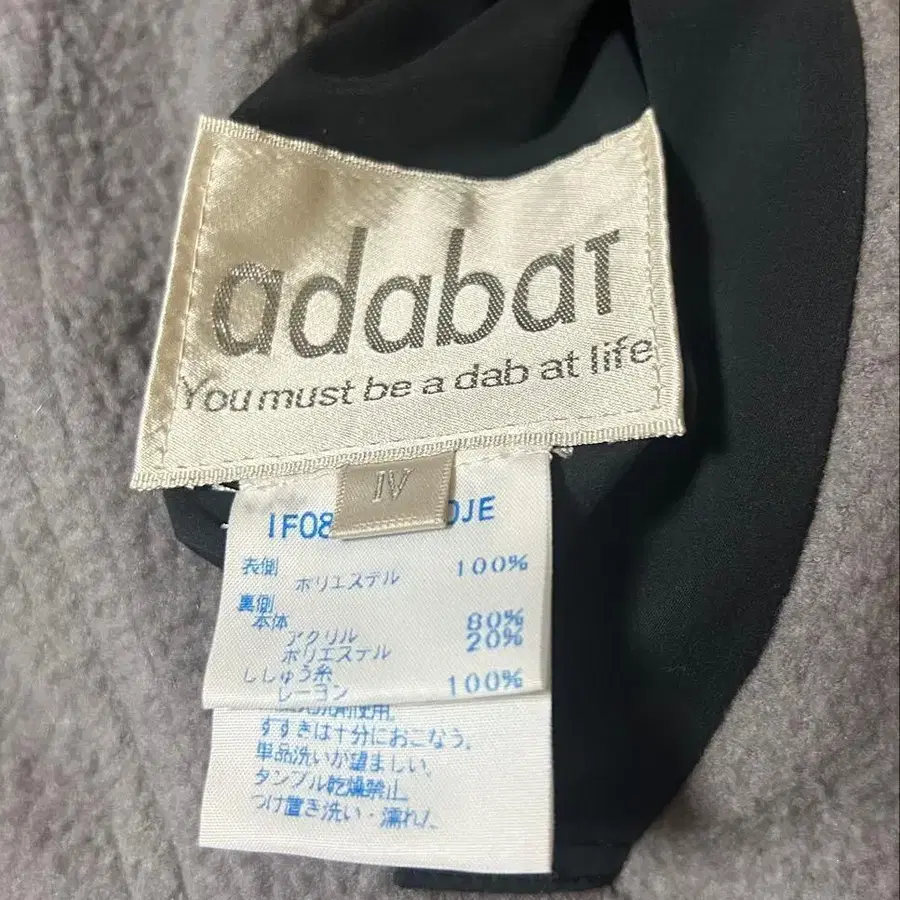 adabat
You must be a dab at life
IV
IF08 0JE
表側
ポリエステル 100%
裏側
本体
アクリル 80%
ポリエステル 20%
ししゅう糸
レーヨン 100%
すすぎは十分におこなう。
単品洗いが望ましい。
タンブル乾燥禁止
つけ置き洗い・濡れた